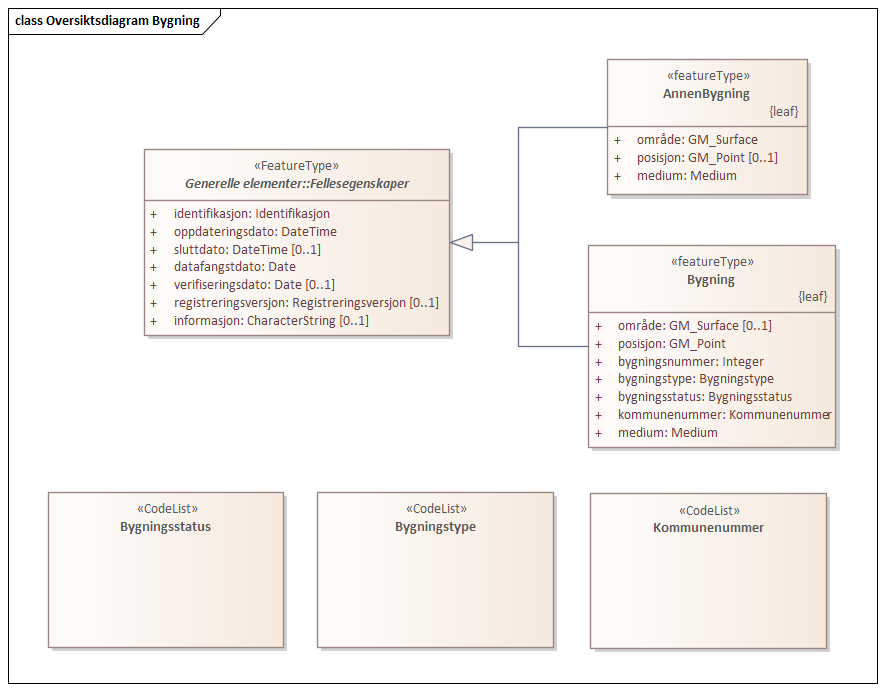 class Oversiktsdiagram Bygning
«featureType»
AnnenBygning
{leaf}
+ område: GM_Surface
+ posisjon: GM_Point [0..1]
+ medium: Medium
«FeatureType»
Generelle elementer::Fellesegenskaper
+ identifikasjon: Identifikasjon
+ oppdateringsdato: DateTime
+ sluttdato: DateTime [0..1]
+ datafangstdato: Date
+ verifiseringsdato: Date [0..1]
+ registreringsversjon: Registreringsversjon [0..1]
+ informasjon: CharacterString [0..1]
«featureType»
Bygning
{leaf}
+ område: GM_Surface [0..1]
+ posisjon: GM_Point
+ bygningsnummer: Integer
+ bygningstype: Bygningstype
+ bygningsstatus: Bygningsstatus
+ kommunenummer: Kommunenummer
+ medium: Medium
«CodeList»
Bygningsstatus
«CodeList»
Bygningstype
«CodeList»
Kommunenummer